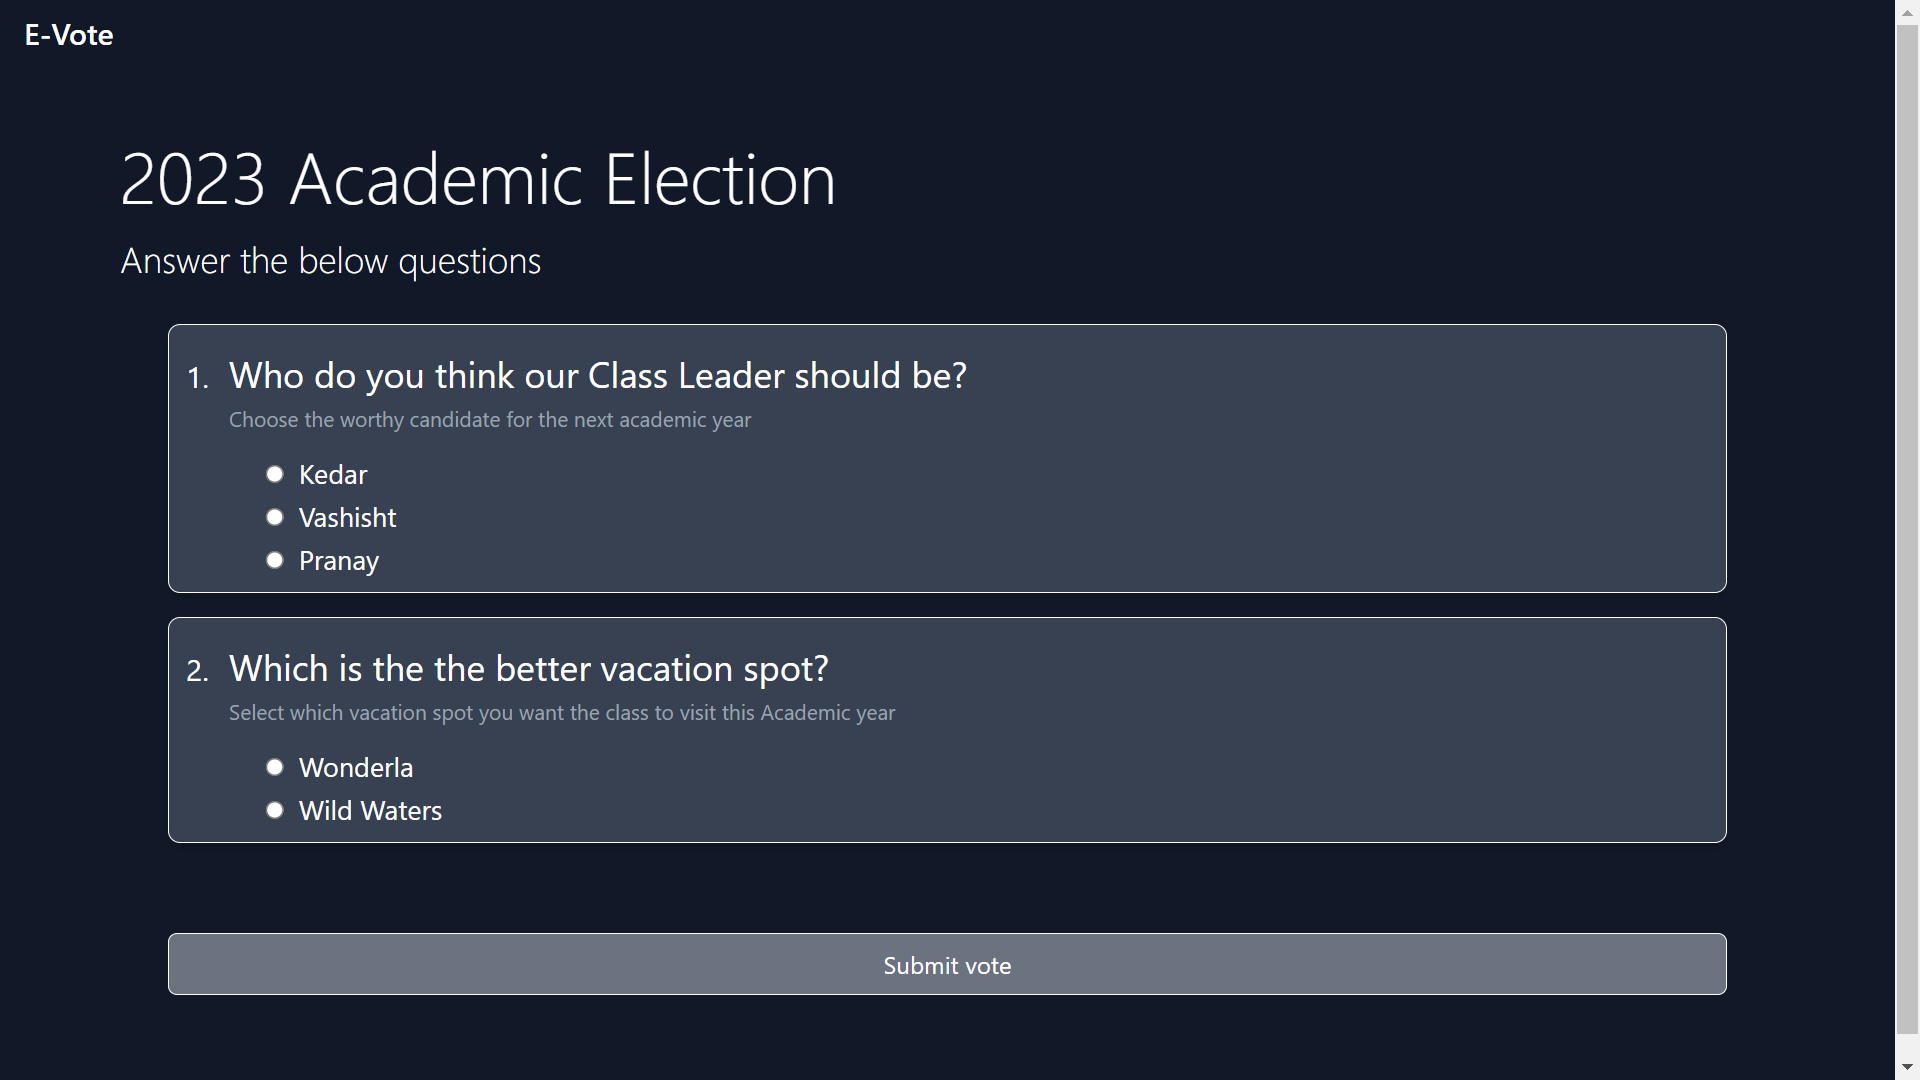 E-Vote
2023 Academic Election
Answer the below questions
1. Who do you think our Class Leader should be?
Choose the worthy candidate for the next academic year
Kedar
Vashisht
Pranay
2. Which is the the better vacation spot?
Select which vacation spot you want the class to visit this Academic year
Wonderla
Wild Waters
Submit vote